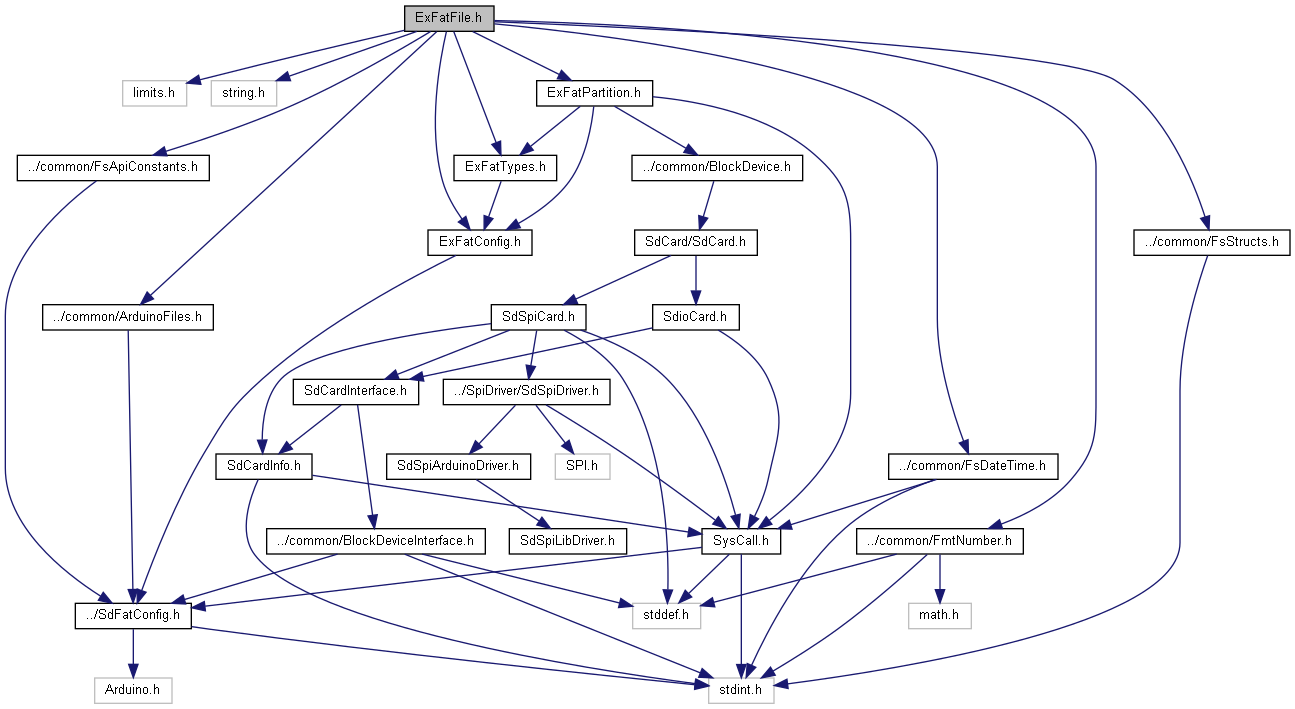 ExFatFile.h
limits.h
string.h
ExFatPartition.h
../common/FsApiConstants.h
ExFatTypes.h
../common/BlockDevice.h
ExFatConfig.h
SdCard/SdCard.h
../common/FsStructs.h
../common/ArduinoFiles.h
SdSpiCard.h
SdioCard.h
SdCardInterface.h
../SpiDriver/SdSpiDriver.h
SdCardInfo.h
SdSpiArduinoDriver.h
SPI.h
../common/FsDateTime.h
../common/BlockDeviceInterface.h
SdSpiLibDriver.h
SysCall.h
../common/FmtNumber.h
../SdFatConfig.h
stddef.h
math.h
Arduino.h
stdint.h